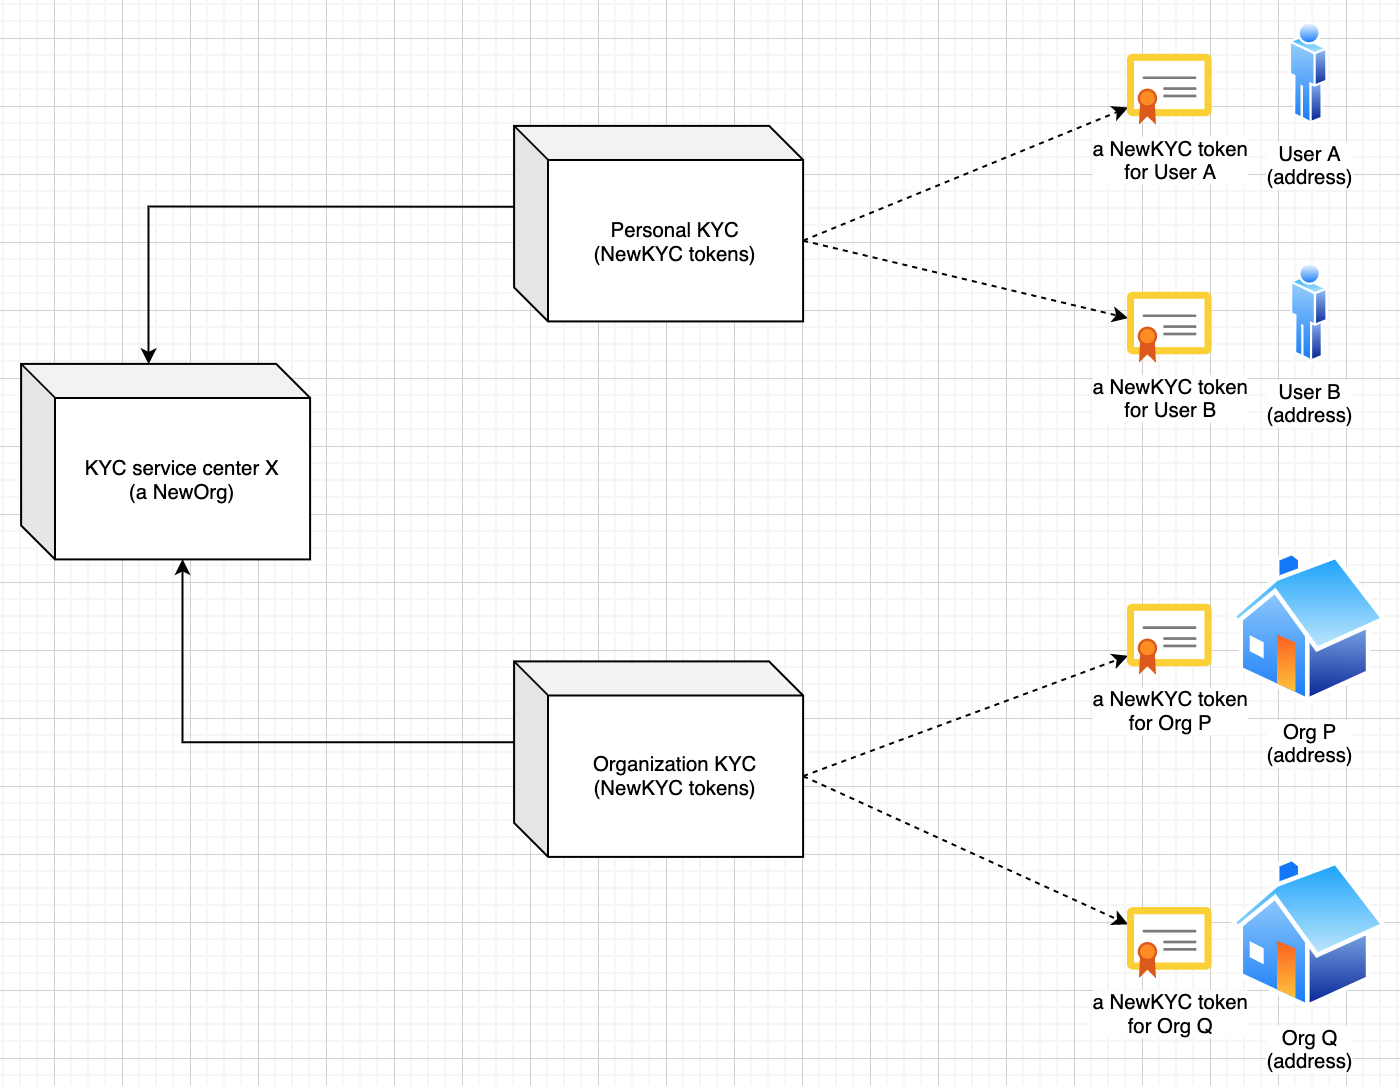 a NewKYC token
for User A
User A
(address)
Personal KYC
(NewKYC tokens)
a NewKYC token
for User B
User B
(address)
KYC service center X
(a NewOrg)
a NewKYC token
for Org P
Org P
(address)
Organization KYC
(NewKYC tokens)
a NewKYC token
for Org Q
Org Q
(address)